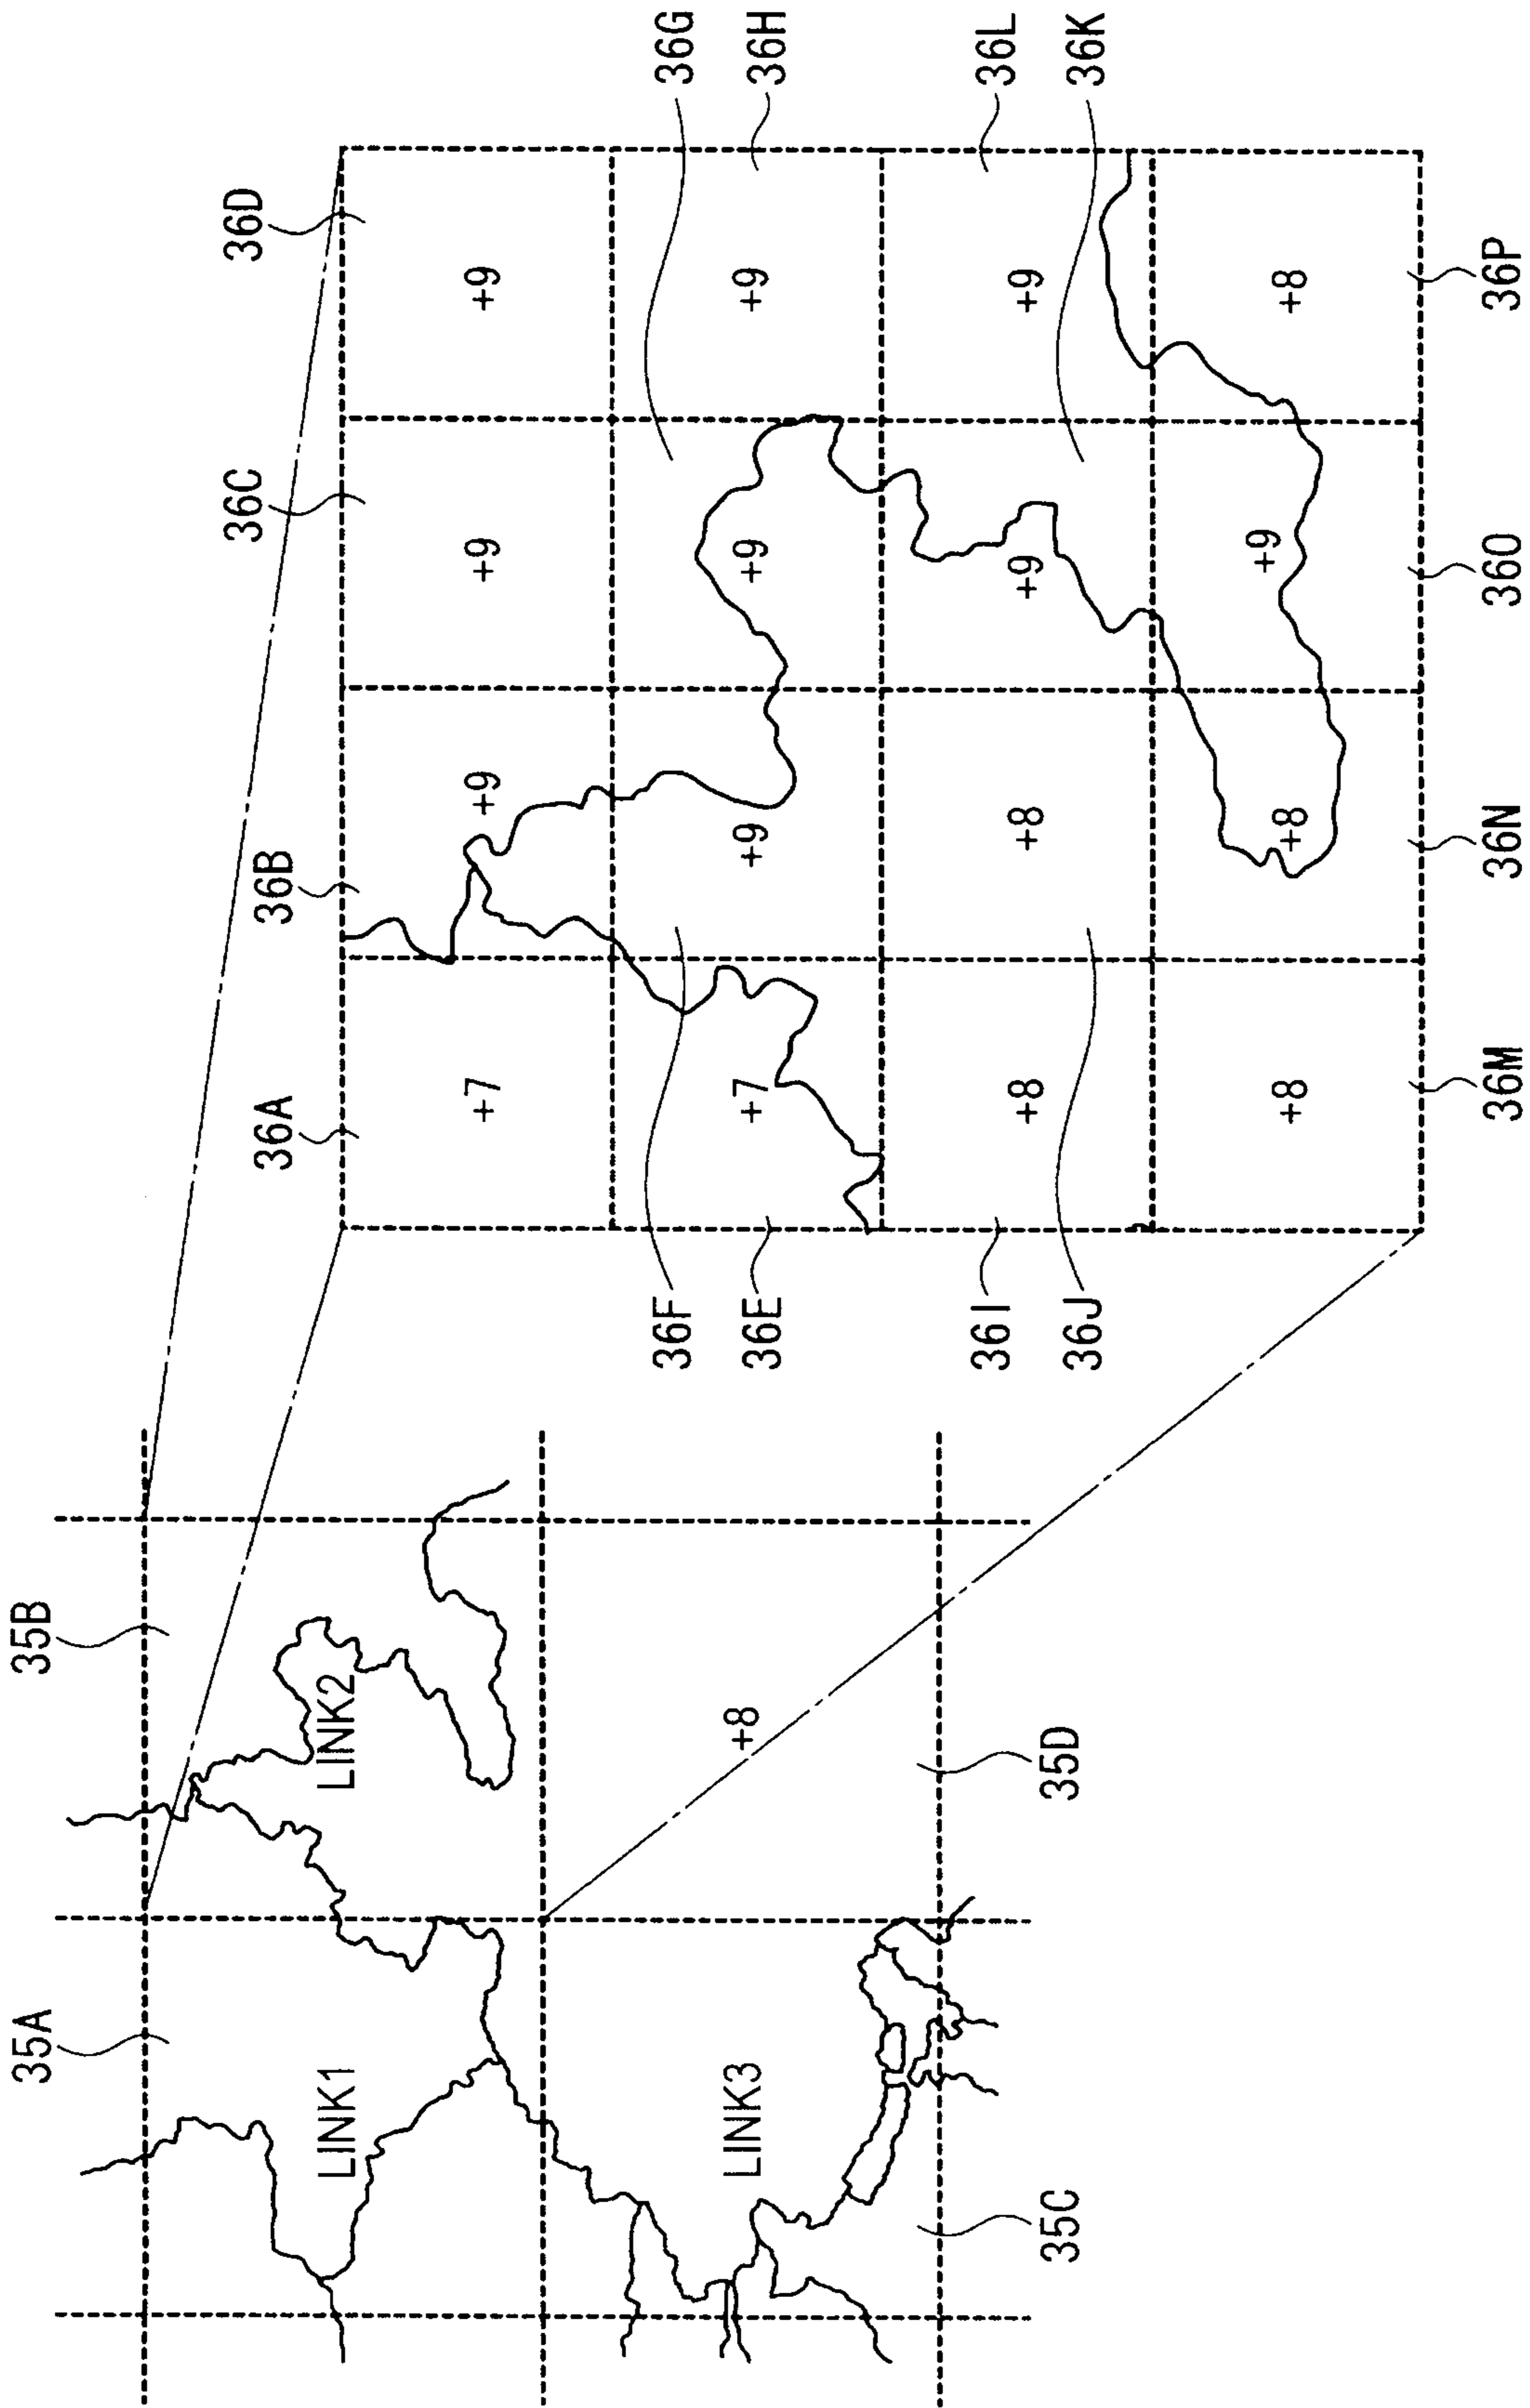 35A
35B
LINK1
LINK2
LINK3
+8
35C
35D
36A
36B
36C
36D
+7
+9
+9
+9
36F
36G
36E
+7
+9
+9
+9
36H
36I
+8
+8
+9
+9
36L
36J
36K
+8
+8
+9
+8
36M
36N
36O
36P